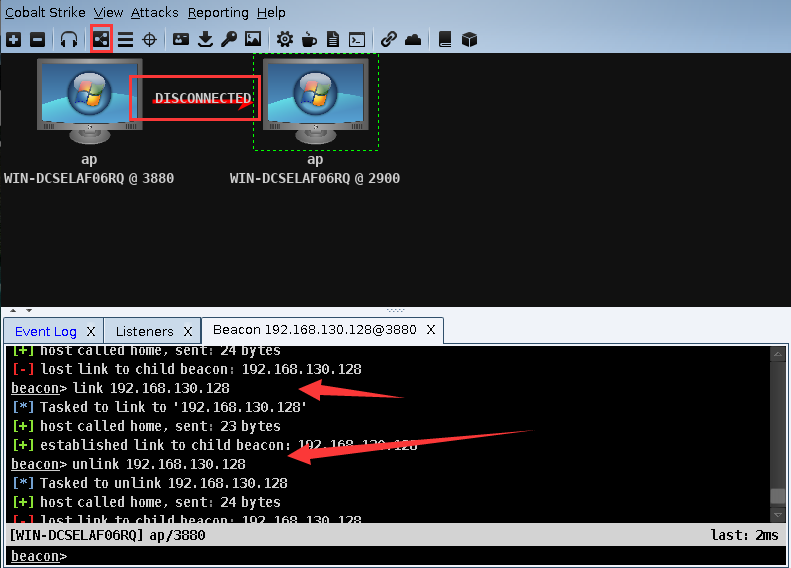 Cobalt Strike View Attacks Reporting Help
DISCONNECTED
ap ap
WIN-DCSELAF06RQ @ 3880 WIN-DCSELAF06RQ @ 2900
Event Log X Listeners X Beacon 192.168.130.128@3880 X
[+] host called home, sent: 24 bytes
[-] lost link to child beacon: 192.168.130.128
beacon> link 192.168.130.128
[*] Tasked to link to '192.168.130.128'
[+] host called home, sent: 23 bytes
[+] established link to child beacon: 192.168.130.128
beacon> unlink 192.168.130.128
[*] Tasked to unlink 192.168.130.128
[+] host called home, sent: 24 bytes
[-] lost link to child beacon: 192.168.130.128
[WIN-DCSELAF06RQ] ap/3880 last: 2ms
beacon>